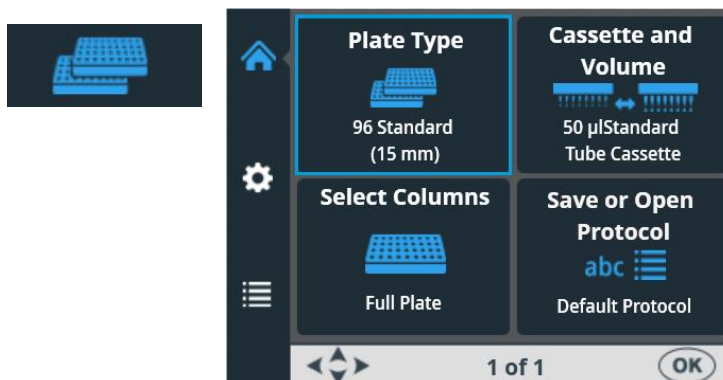 Plate Type
96 Standard
(15 mm)
Cassette and
Volume
50 µlStandard
Tube Cassette
Select Columns
Full Plate
Save or Open
Protocol
abc
Default Protocol
1 of 1
OK